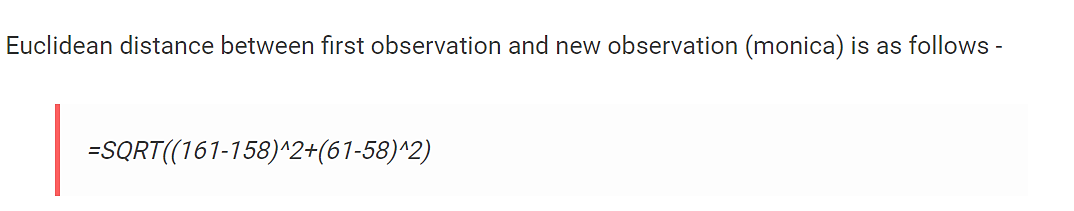 Euclidean distance between first observation and new observation (monica) is as follows -
=SQRT((161-158)^2+(61-58)^2)